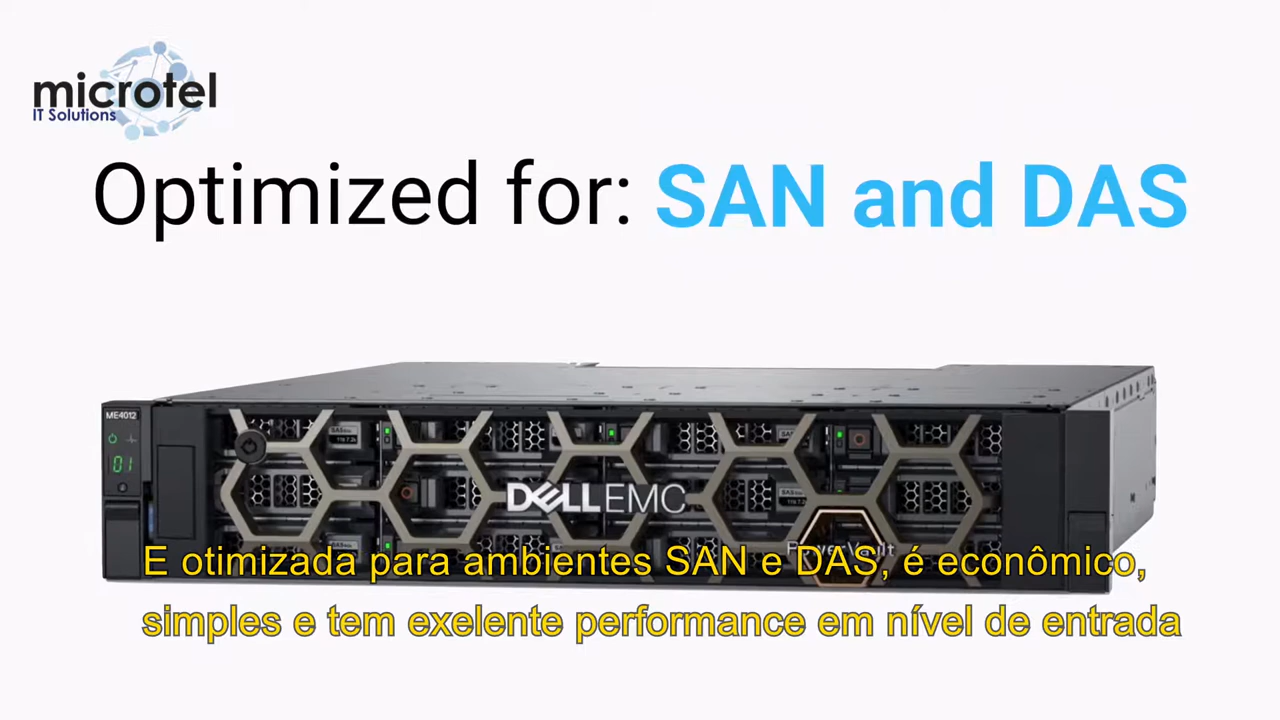 microtel
IT Solutions
Optimized for: SAN and DAS
ME4012
01
DELLEMC
PowerVault
E otimizada para ambientes SAN e DAS, é econômico,
simples e tem exelente performance em nível de entrada